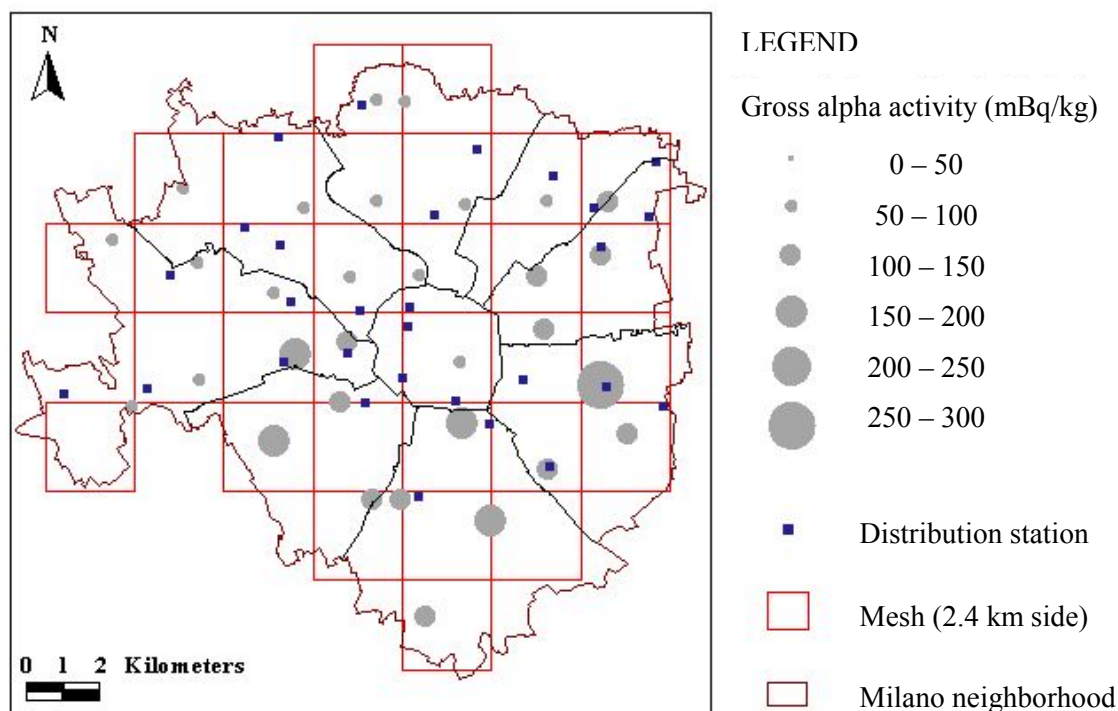 N
0 1 2 Kilometers
LEGEND
Gross alpha activity (mBq/kg)
0 – 50
50 – 100
100 – 150
150 – 200
200 – 250
250 – 300
Distribution station
Mesh (2.4 km side)
Milano neighborhood